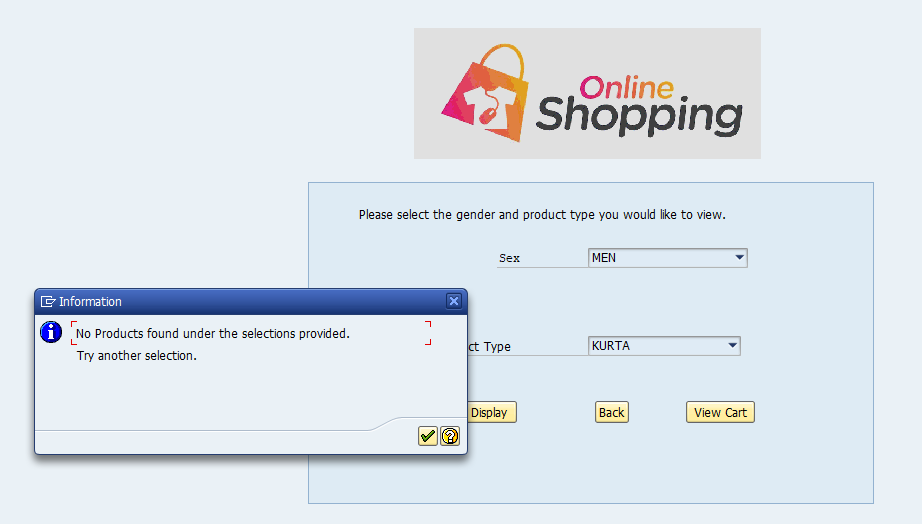 Online
Shopping
Please select the gender and product type you would like to view.
Sex MEN
Information
No Products found under the selections provided.
Try another selection.
ct Type KURTA
Display Back View Cart